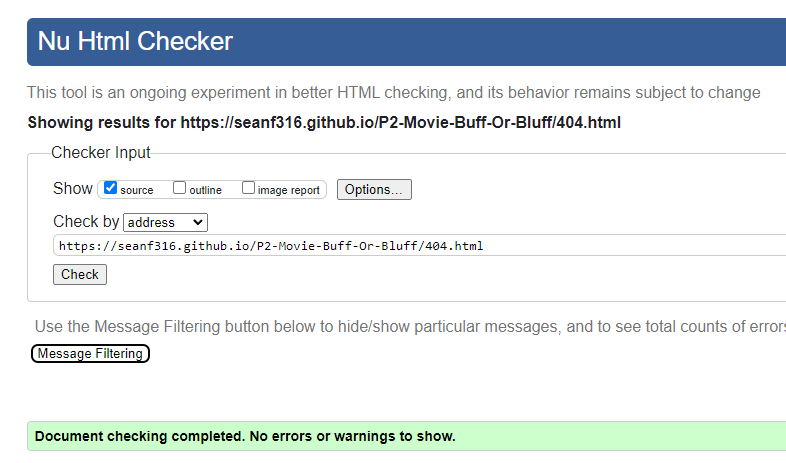 Nu Html Checker
This tool is an ongoing experiment in better HTML checking, and its behavior remains subject to change
Showing results for https://seanf316.github.io/P2-Movie-Buff-Or-Bluff/404.html
Checker Input
Show source outline image report Options...
Check by address
https://seanf316.github.io/P2-Movie-Buff-Or-Bluff/404.html
Check
Use the Message Filtering button below to hide/show particular messages, and to see total counts of errors
Message Filtering
Document checking completed. No errors or warnings to show.